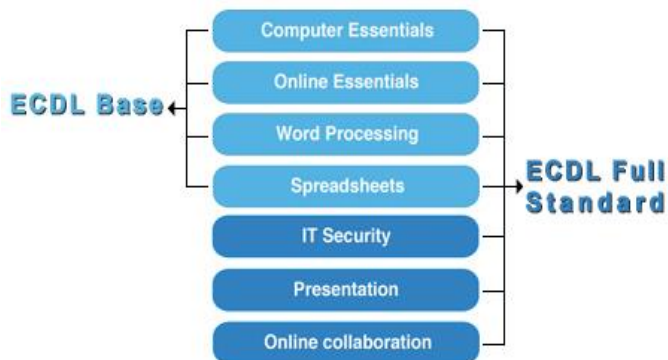 Computer Essentials
Online Essentials
ECDL Base
Word Processing
Spreadsheets
ECDL Full
Standard
IT Security
Presentation
Online collaboration